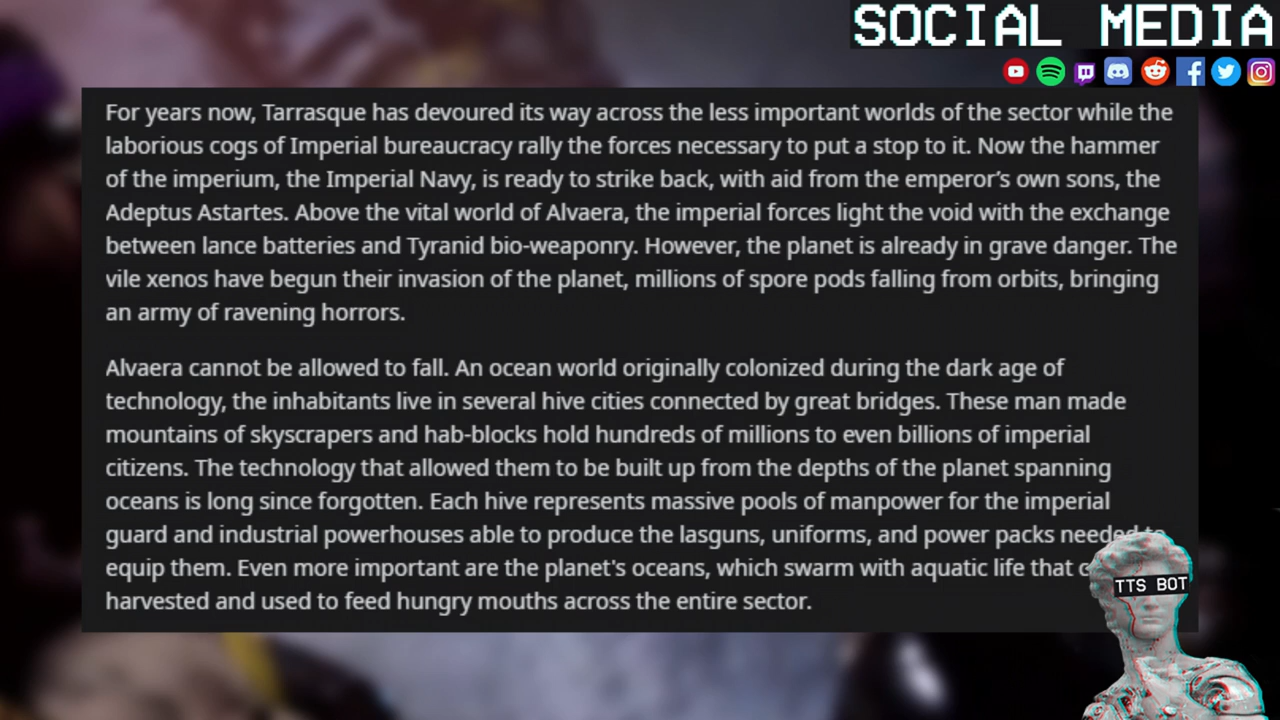 SOCIAL MEDIA
For years now, Tarrasque has devoured its way across the less important worlds of the sector while the
laborious cogs of Imperial bureaucracy rally the forces necessary to put a stop to it. Now the hammer
of the imperium, the Imperial Navy, is ready to strike back, with aid from the emperor’s own sons, the
Adeptus Astartes. Above the vital world of Alvaera, the imperial forces light the void with the exchange
between lance batteries and Tyranid bio-weaponry. However, the planet is already in grave danger. The
vile xenos have begun their invasion of the planet, millions of spore pods falling from orbits, bringing
an army of ravening horrors.
Alvaera cannot be allowed to fall. An ocean world originally colonized during the dark age of
technology, the inhabitants live in several hive cities connected by great bridges. These man made
mountains of skyscrapers and hab-blocks hold hundreds of millions to even billions of imperial
citizens. The technology that allowed them to be built up from the depths of the planet spanning
oceans is long since forgotten. Each hive represents massive pools of manpower for the imperial
guard and industrial powerhouses able to produce the lasguns, uniforms, and power packs needed to
equip them. Even more important are the planet's oceans, which swarm with aquatic life that
harvested and used to feed hungry mouths across the entire sector.
TTS BOT